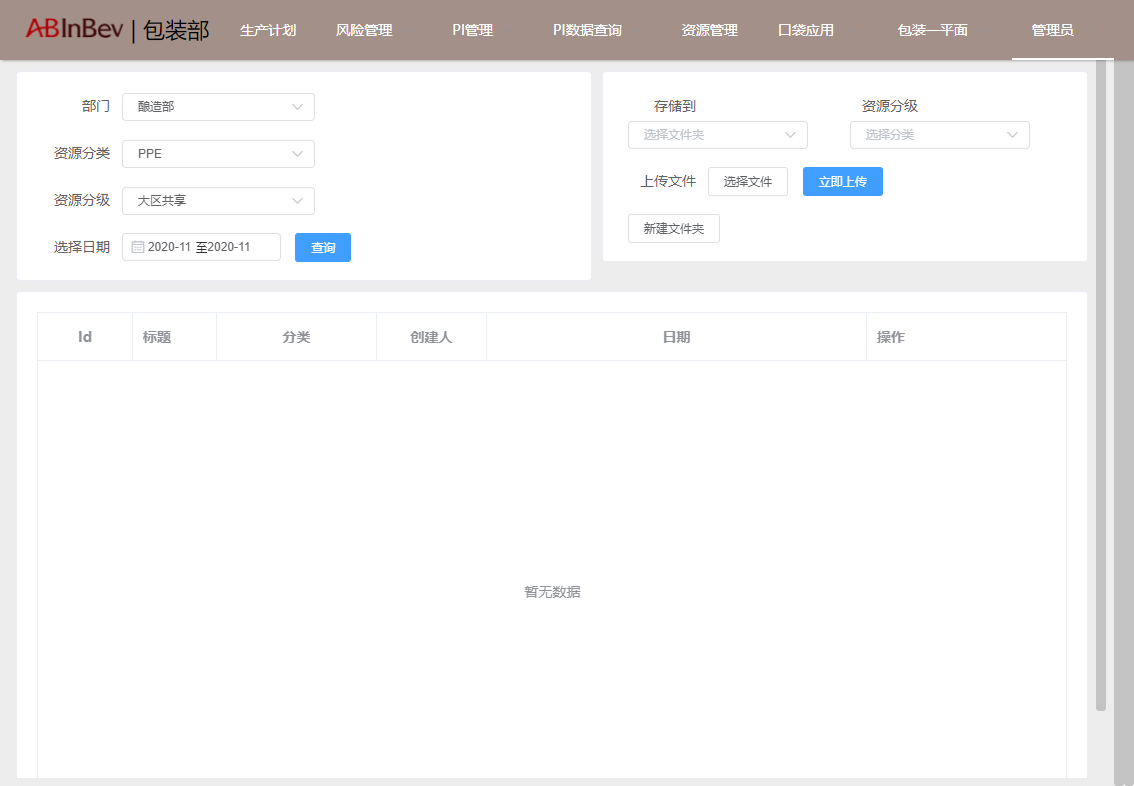 ABInBev | 包装部 生产计划 风险管理 PI管理 PI数据查询 资源管理 口袋应用 包装一平面 管理员
部门 酿造部
资源分类 PPE
资源分级 大区共享
选择日期 2020-11 至2020-11 查询
存储到 资源分级
选择文件夹 选择分类
上传文件 选择文件 立即上传
新建文件夹
Id 标题 分类 创建人 日期 操作
暂无数据